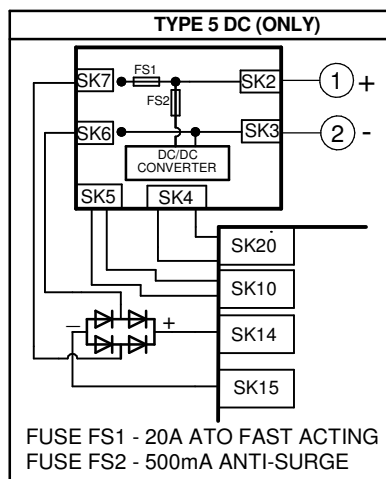 TYPE 5 DC (ONLY)
SK7 FS1 SK2 1 +
FS2
SK6 SK3 2 -
DC/DC
CONVERTER
SK5 SK4
SK20
SK10
– + SK14
SK15
FUSE FS1 - 20A ATO FAST ACTING
FUSE FS2 - 500mA ANTI-SURGE